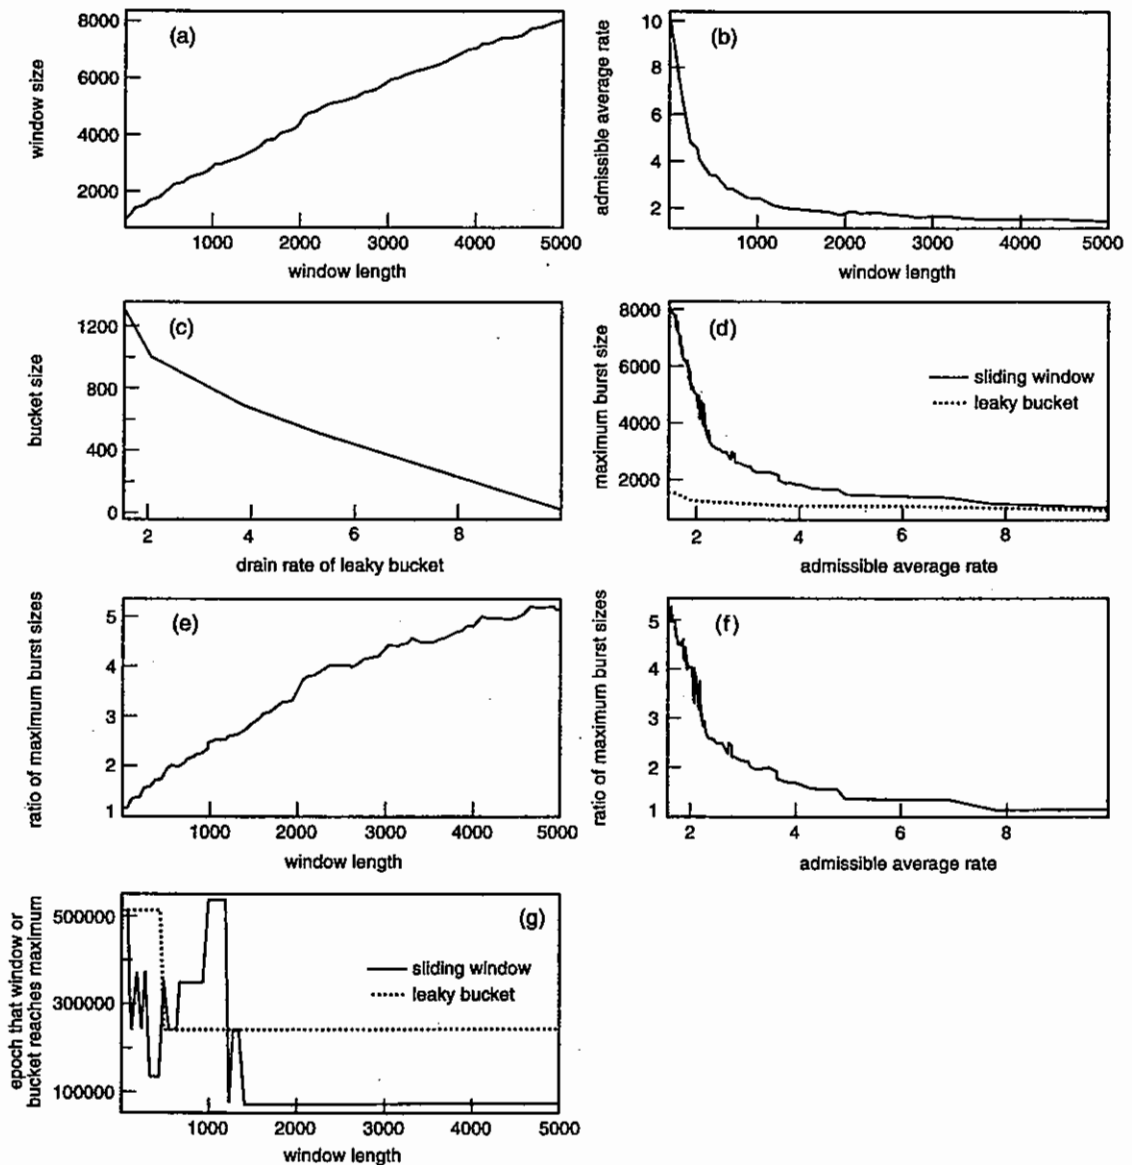 (a)
window size
8000
6000
4000
2000
1000 2000 3000 4000 5000
window length
(b)
admissible average rate
10
8
6
4
2
1000 2000 3000 4000 5000
window length
(c)
bucket size
1200
800
400
0
2 4 6 8
drain rate of leaky bucket
(d)
maximum burst size
8000
6000
4000
2000
sliding window
leaky bucket
2 4 6 8
admissible average rate
(e)
ratio of maximum burst sizes
5
4
3
2
1
1000 2000 3000 4000 5000
window length
(f)
ratio of maximum burst sizes
5
4
3
2
1
2 4 6 8
admissible average rate
(g)
epoch that window or
bucket reaches maximum
500000
300000
100000
sliding window
leaky bucket
1000 2000 3000 4000 5000
window length